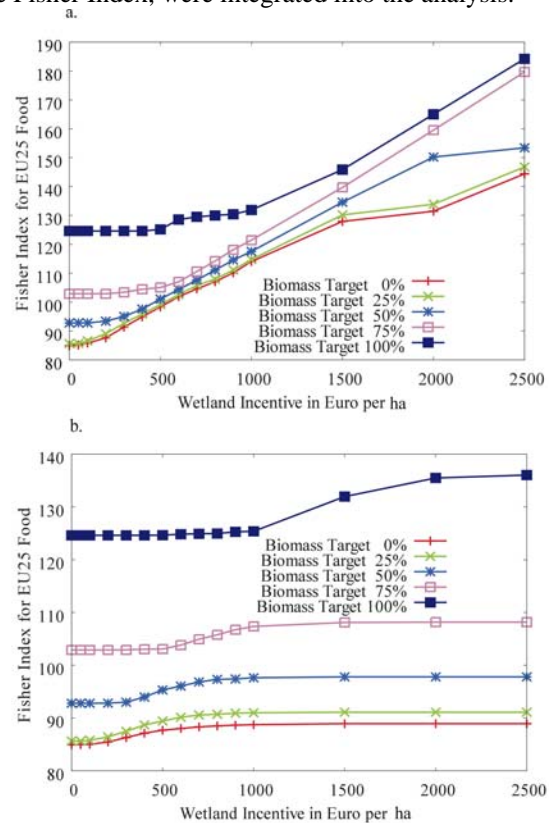 Fisher Index, were integrated into the analysis.
a.
190
180
170
160
150
140
130
120
110
100
90
80
Fisher Index for EU25 Food
Biomass Target 0%
Biomass Target 25%
Biomass Target 50%
Biomass Target 75%
Biomass Target 100%
0 500 1000 1500 2000 2500
Wetland Incentive in Euro per ha
b.
140
130
120
110
100
90
80
Fisher Index for EU25 Food
Biomass Target 0%
Biomass Target 25%
Biomass Target 50%
Biomass Target 75%
Biomass Target 100%
0 500 1000 1500 2000 2500
Wetland Incentive in Euro per ha